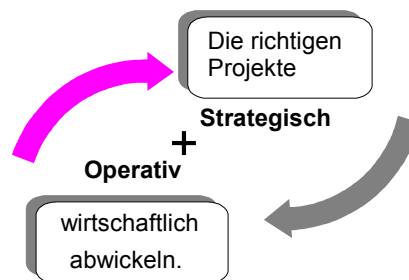 Die richtigen
Projekte
Strategisch
+
Operativ
wirtschaftlich
abwickeln.